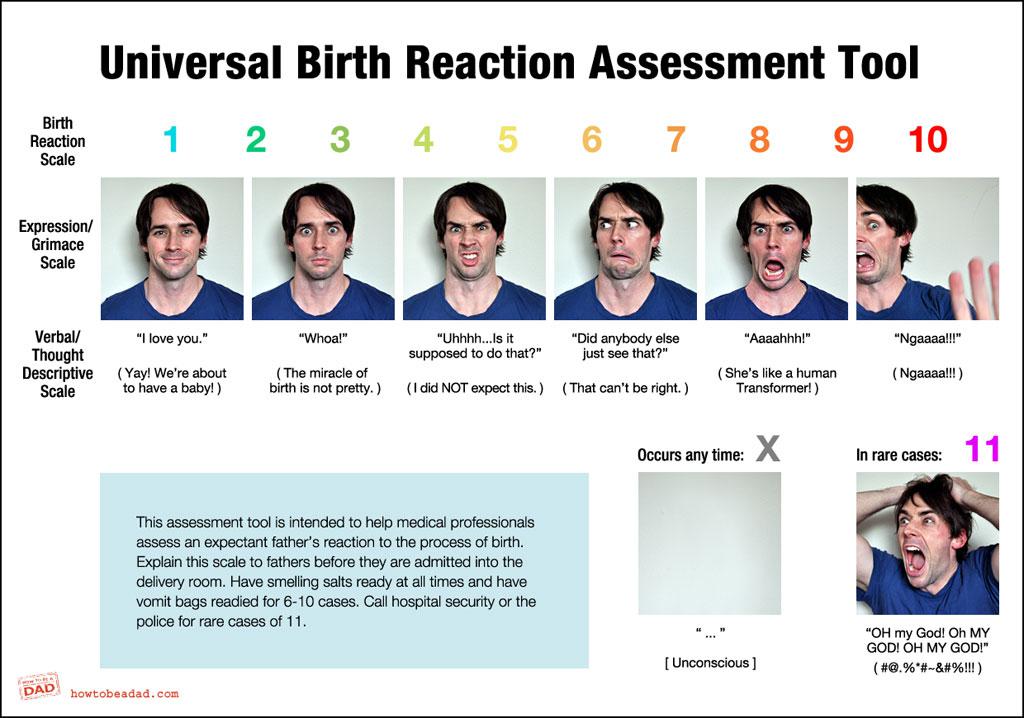 Universal Birth Reaction Assessment Tool
Birth
Reaction
Scale
1 2 3 4 5 6 7 8 9 10
Expression/
Grimace
Scale
Verbal/
Thought
Descriptive
Scale
“I love you.”
( Yay! We’re about
to have a baby! )
“Whoa!”
( The miracle of
birth is not pretty. )
“Uhhhh...Is it
supposed to do that?”
( I did NOT expect this. )
“Did anybody else
just see that?”
( That can’t be right. )
“Aaaahhh!”
( She’s like a human
Transformer! )
“Ngaaaa!!!”
( Ngaaaa!!! )
Occurs any time: X
“ ... ”
[ Unconscious ]
In rare cases: 11
“OH my God! Oh MY
GOD! OH MY GOD!”
( #@.%*#~&#%!!! )
This assessment tool is intended to help medical professionals
assess an expectant father’s reaction to the process of birth.
Explain this scale to fathers before they are admitted into the
delivery room. Have smelling salts ready at all times and have
vomit bags readied for 6-10 cases. Call hospital security or the
police for rare cases of 11.
HOW TO BE A
DAD
howtobeadad.com